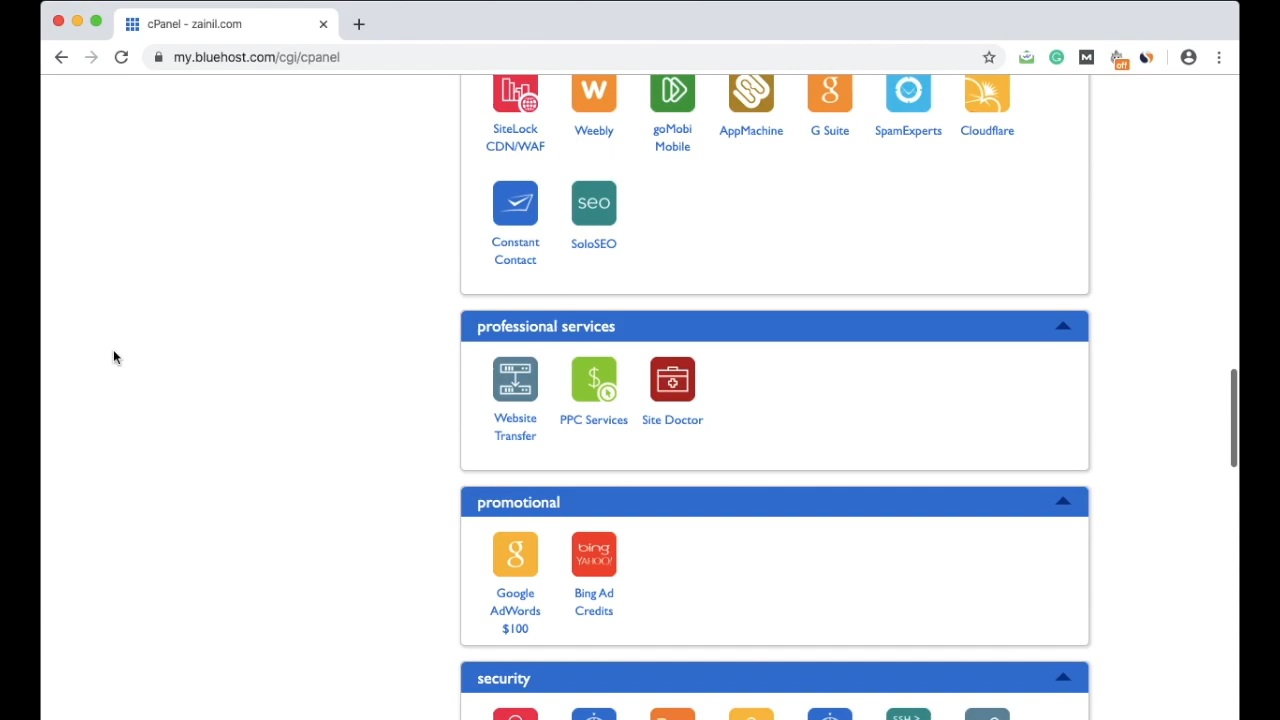 cPanel - zainil.com
my.bluehost.com/cgi/cpanel
M
off
W
g
SiteLock
CDN/WAF
Weebly
goMobi
Mobile
AppMachine
G Suite
SpamExperts
Cloudflare
seo
Constant
Contact
SoloSEO
professional services
$
Website
Transfer
PPC Services
Site Doctor
promotional
g
bing
YAHOO!
Google
AdWords
$100
Bing Ad
Credits
security
SSH >